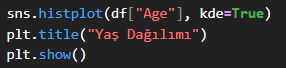 sns.histplot(df["Age"], kde=True)
plt.title("Yaş Dağılımı")
plt.show()